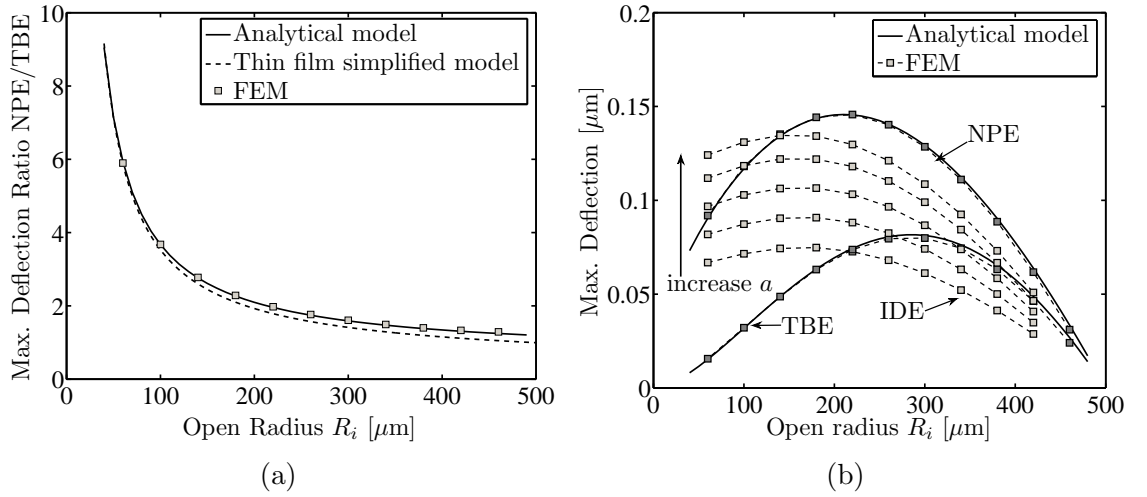 Max. Deflection Ratio NPE/TBE
10
8
6
4
2
0
0 100 200 300 400 500
Open Radius R_i [μm]
Analytical model
Thin film simplified model
FEM
(a)
Max. Deflection [μm]
0.2
0.15
0.1
0.05
0
0 100 200 300 400 500
Open radius R_i [μm]
Analytical model
FEM
NPE
increase a
IDE
TBE
(b)